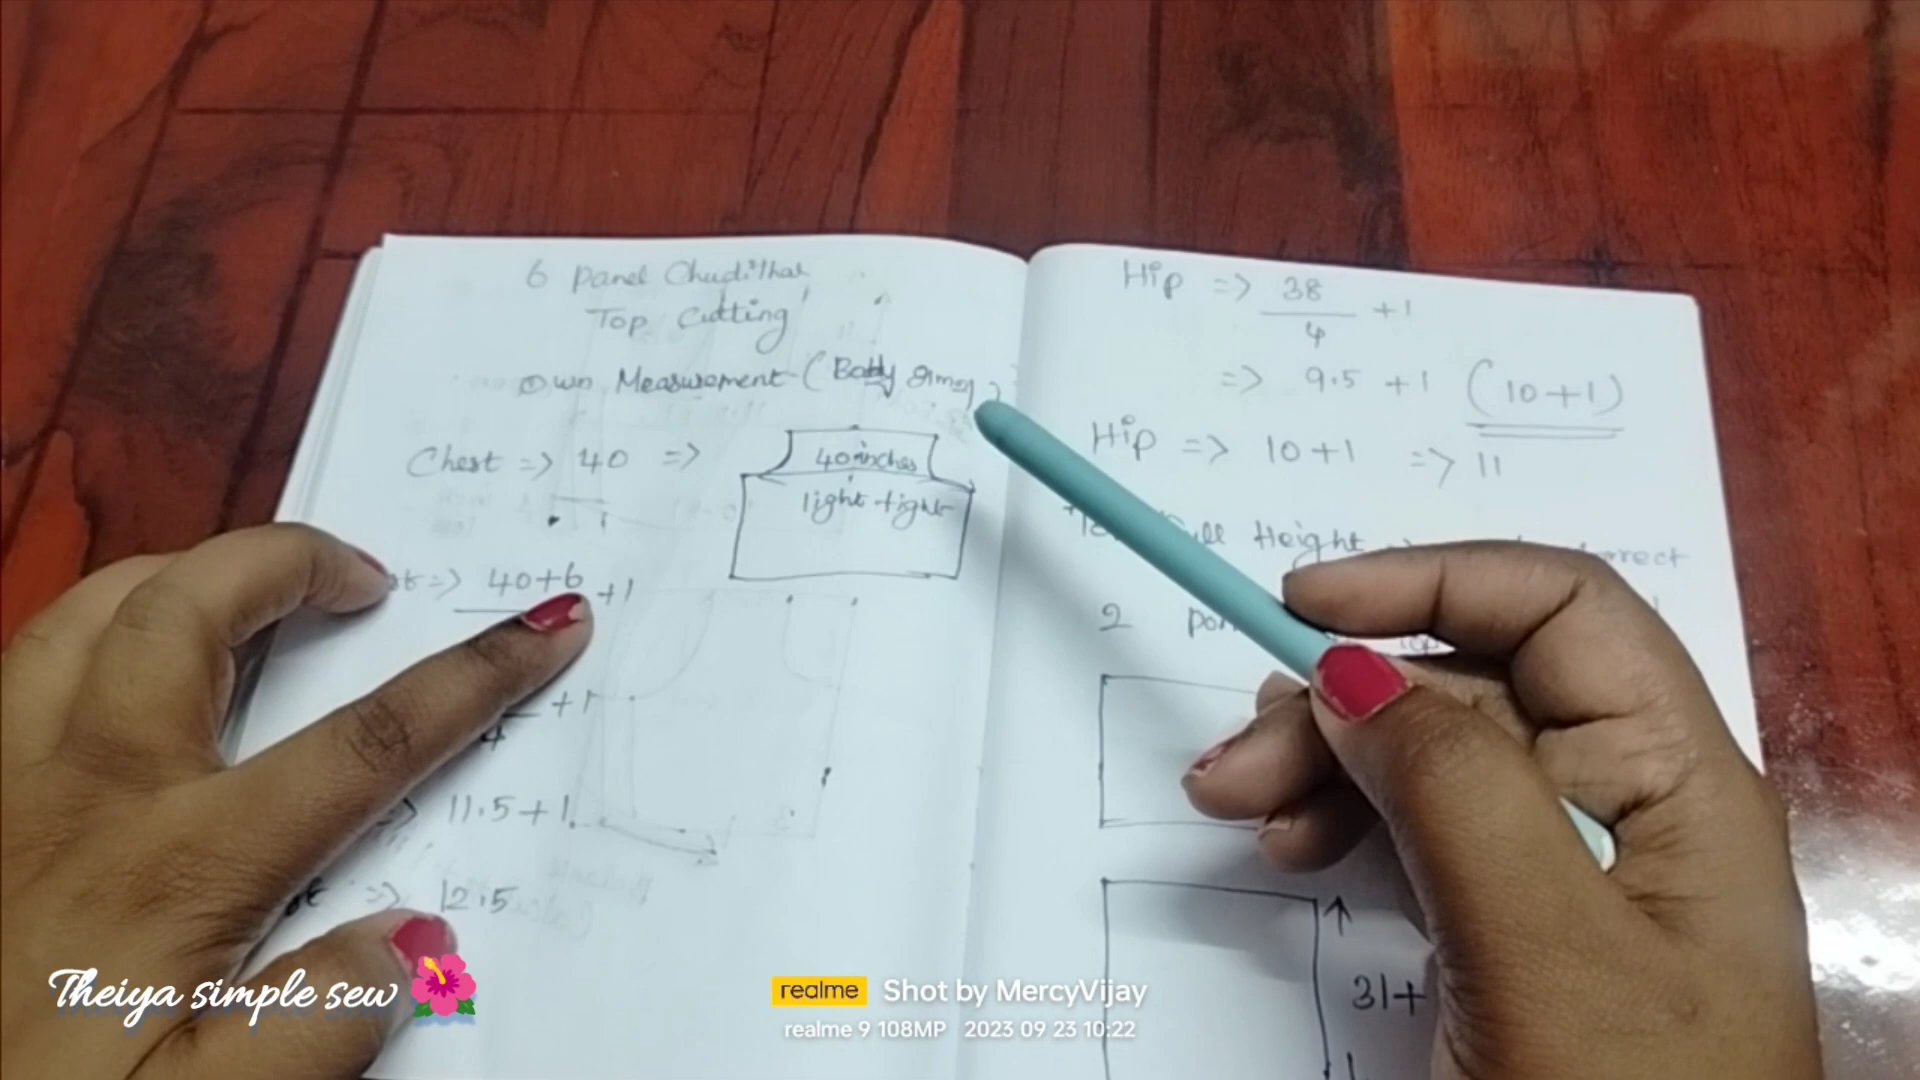 6 Panel Chudithar
Top Cutting
Own Measurement (Body அளவு)
Chest => 40 =>
40 inches
light tight
=> 40+6 +1
+1
4
11.5+1
=> 12.5
Hip => 38 +1
4
=> 9.5 +1 (10+1)
Hip => 10+1 => 11
Height
2
31+
Theiya simple sew
realme Shot by MercyVijay
realme 9 108MP 2023 09 23 10:22